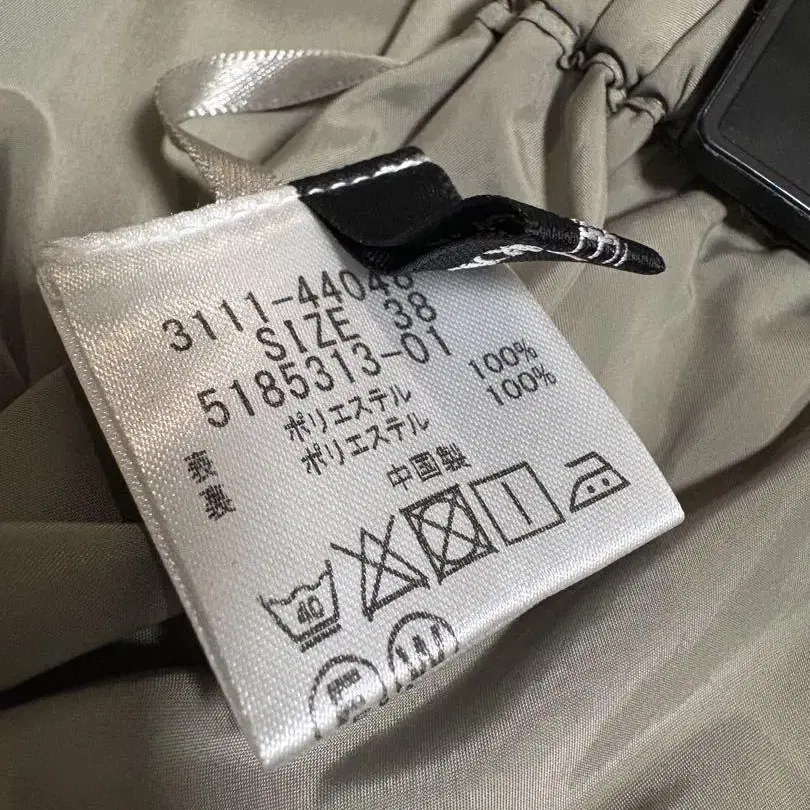 3111-44048
SIZE 38
5185313-01
表 ポリエステル 100%
裏 ポリエステル 100%
中国製
40